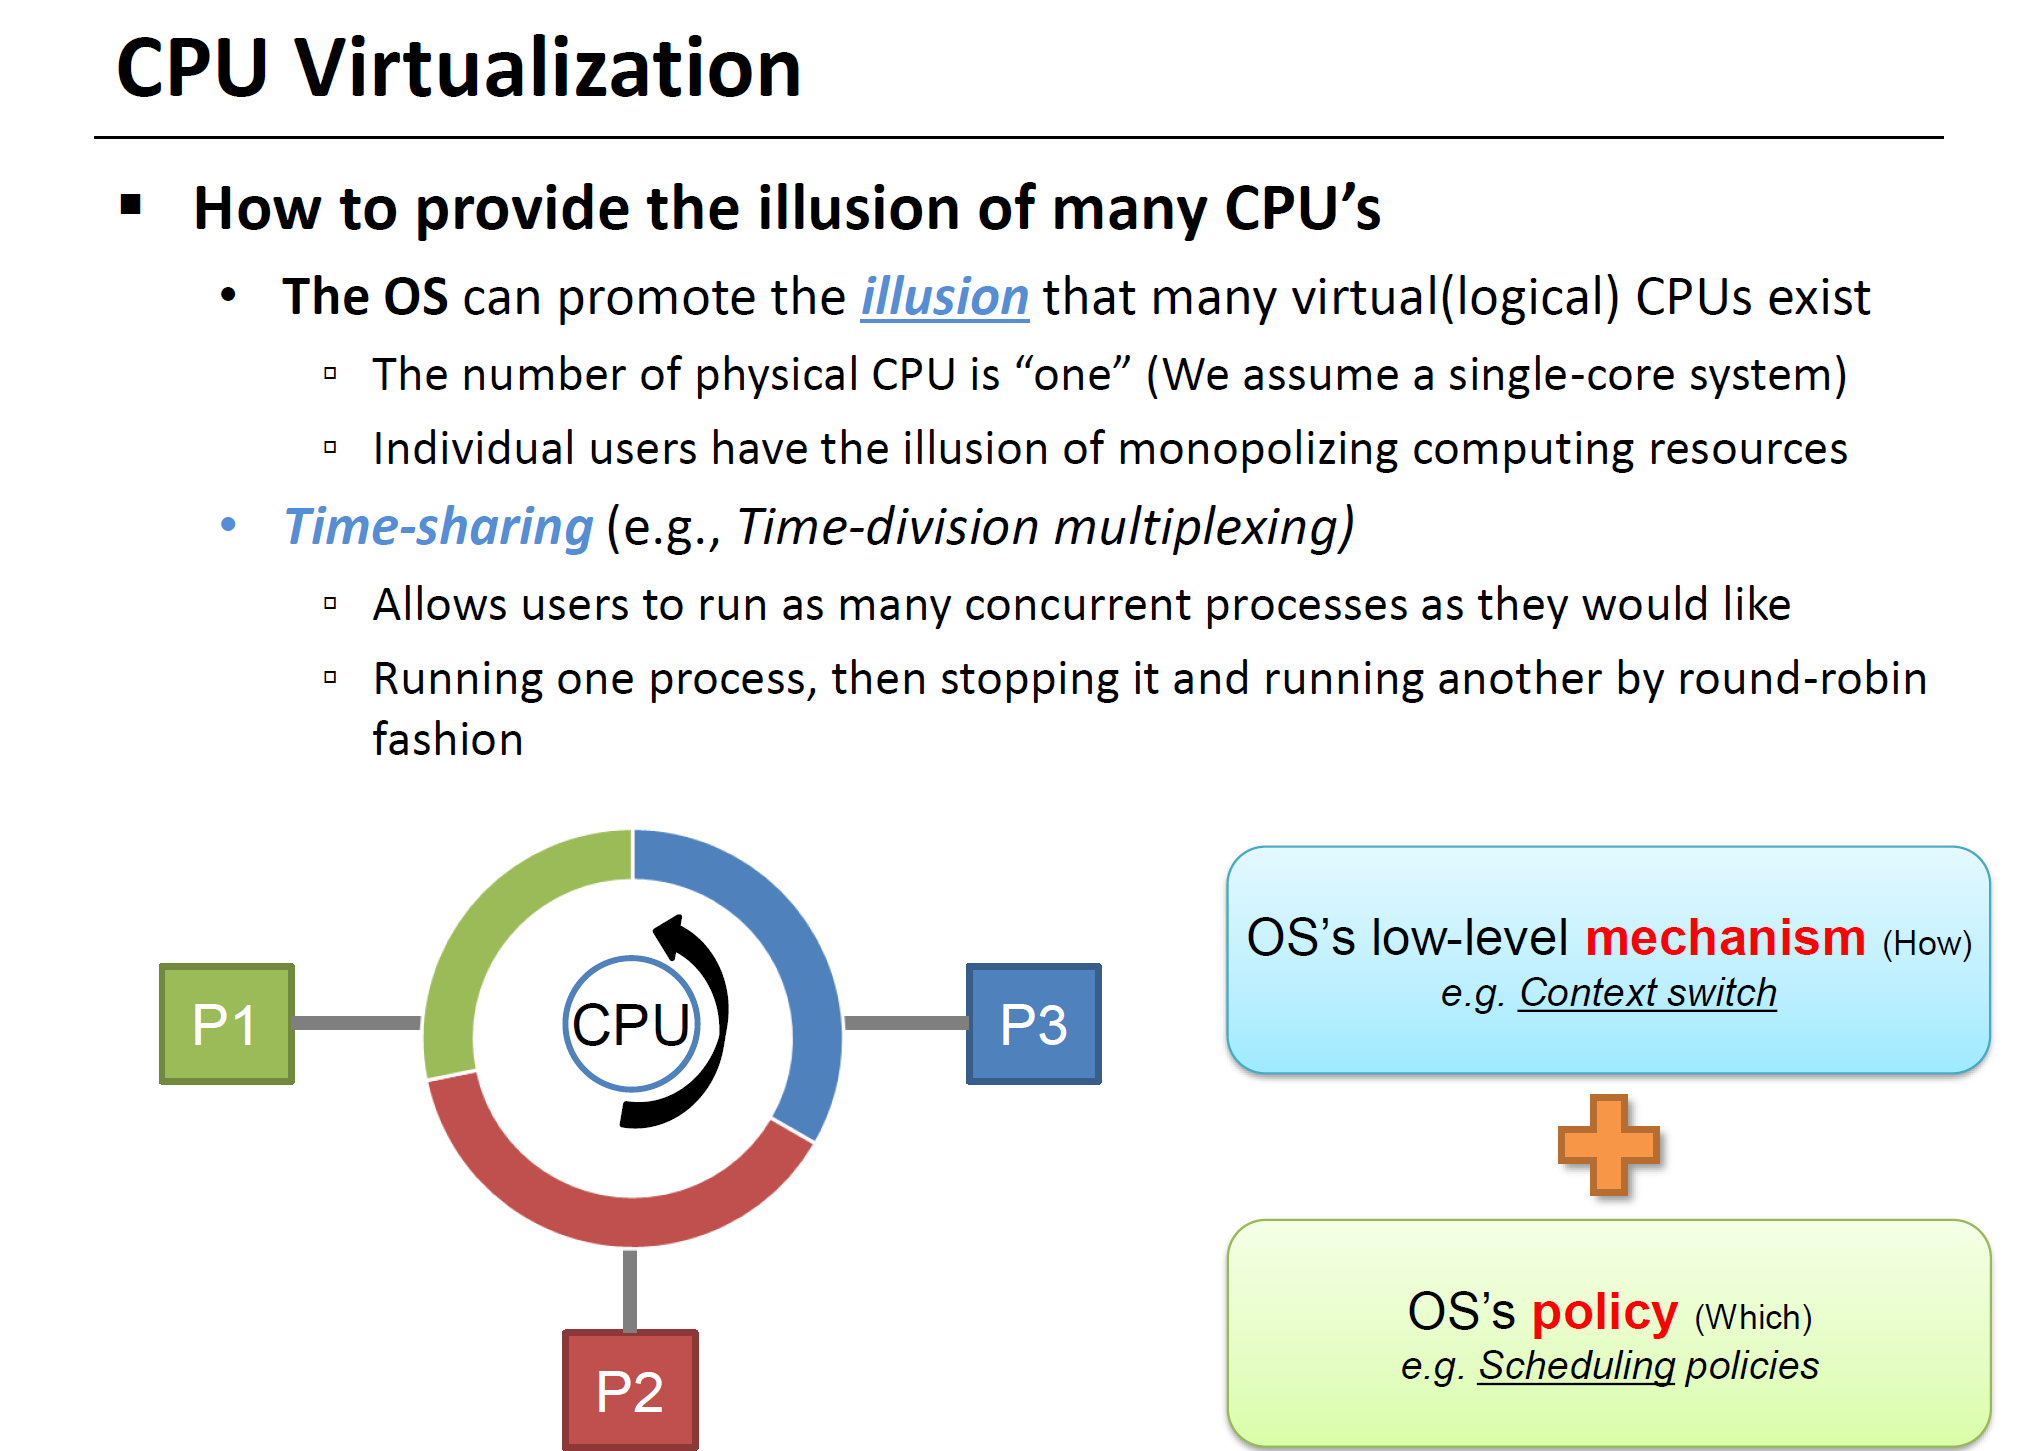 CPU Virtualization
▪ How to provide the illusion of many CPU’s
• The OS can promote the illusion that many virtual(logical) CPUs exist
▫ The number of physical CPU is “one” (We assume a single-core system)
▫ Individual users have the illusion of monopolizing computing resources
• Time-sharing (e.g., Time-division multiplexing)
▫ Allows users to run as many concurrent processes as they would like
▫ Running one process, then stopping it and running another by round-robin
fashion
P1
CPU
P3
P2
OS’s low-level mechanism (How)
e.g. Context switch
OS’s policy (Which)
e.g. Scheduling policies